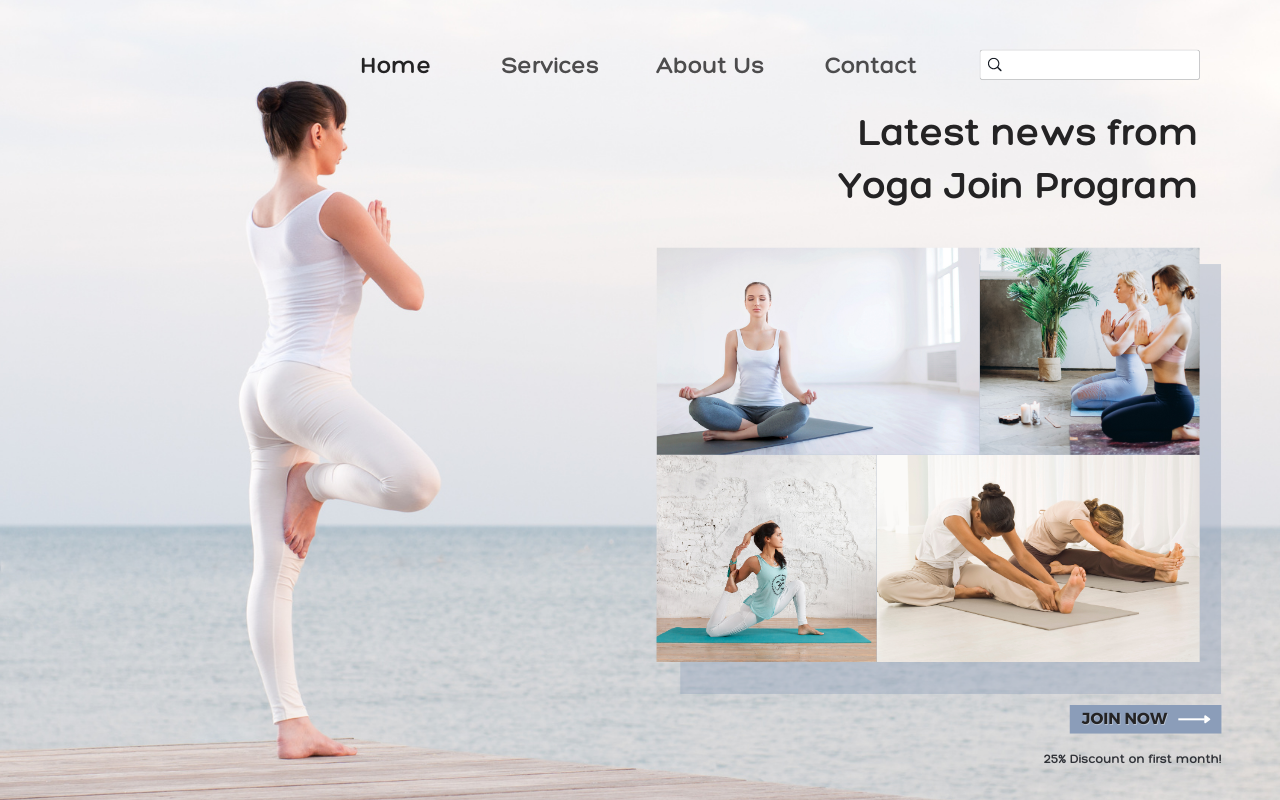 Home Services About Us Contact
Latest news from
Yoga Join Program
JOIN NOW
25% Discount on first month!